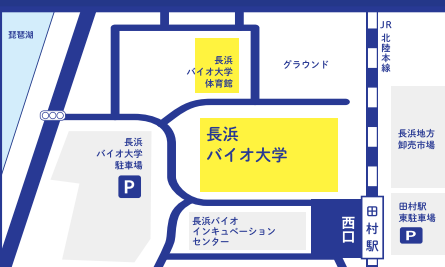 琵琶湖
長浜
バイオ大学
体育館
グラウンド
JR
北陸本線
長浜
バイオ大学
長浜
バイオ大学
駐車場
P
長浜地方
卸売市場
長浜バイオ
インキュベーション
センター
西口
田村駅
田村駅
東駐車場
P